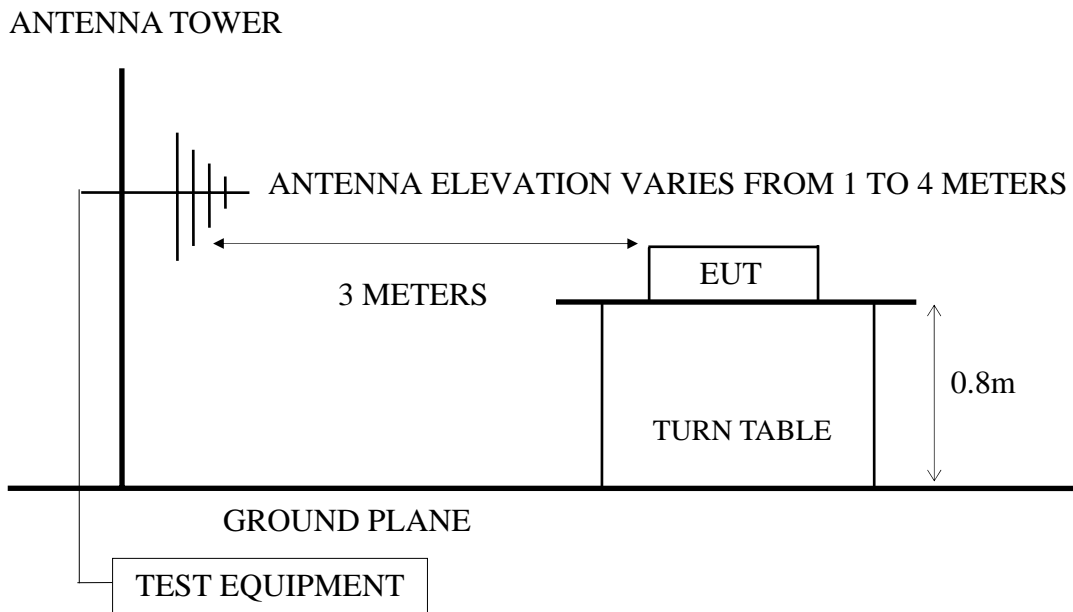 ANTENNA TOWER
ANTENNA ELEVATION VARIES FROM 1 TO 4 METERS
EUT
3 METERS
0.8m
TURN TABLE
GROUND PLANE
TEST EQUIPMENT